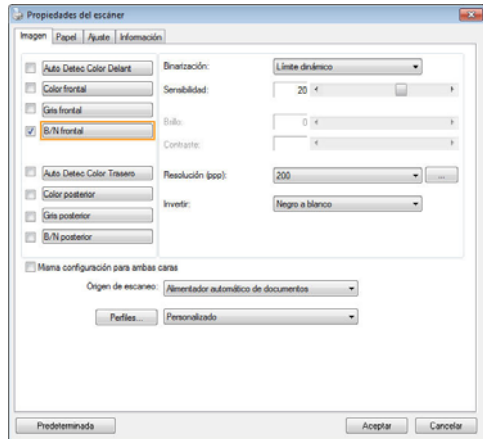 Propiedades del escáner
Imagen Papel Ajuste Información
Auto Detec Color Delant
Color frontal
Gris frontal
B/N frontal
Auto Detec Color Trasero
Color posterior
Gris posterior
B/N posterior
Binarización: Límite dinámico
Sensibilidad: 20
Brillo: 0
Contraste:
Resolución (ppp): 200 ...
Invertir: Negro a blanco
Misma configuración para ambas caras
Origen de escaneo: Alimentador automático de documentos
Perfiles... Personalizado
Predeterminada Aceptar Cancelar